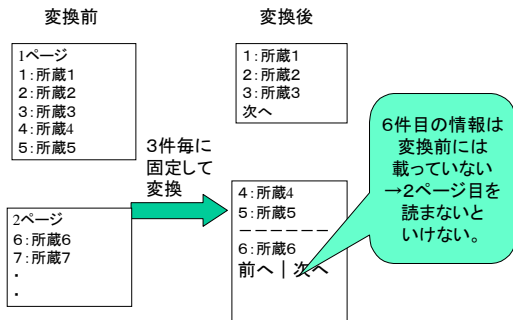 変換前
変換後
1ページ
1:所蔵1
2:所蔵2
3:所蔵3
4:所蔵4
5:所蔵5
1:所蔵1
2:所蔵2
3:所蔵3
次へ
3件毎に
固定して
変換
6件目の情報は
変換前には
載っていない
→2ページ目を
読まないと
いけない。
2ページ
6:所蔵6
7:所蔵7
・
・
4:所蔵4
5:所蔵5
−−−−−−
6:所蔵6
前へ|次へ